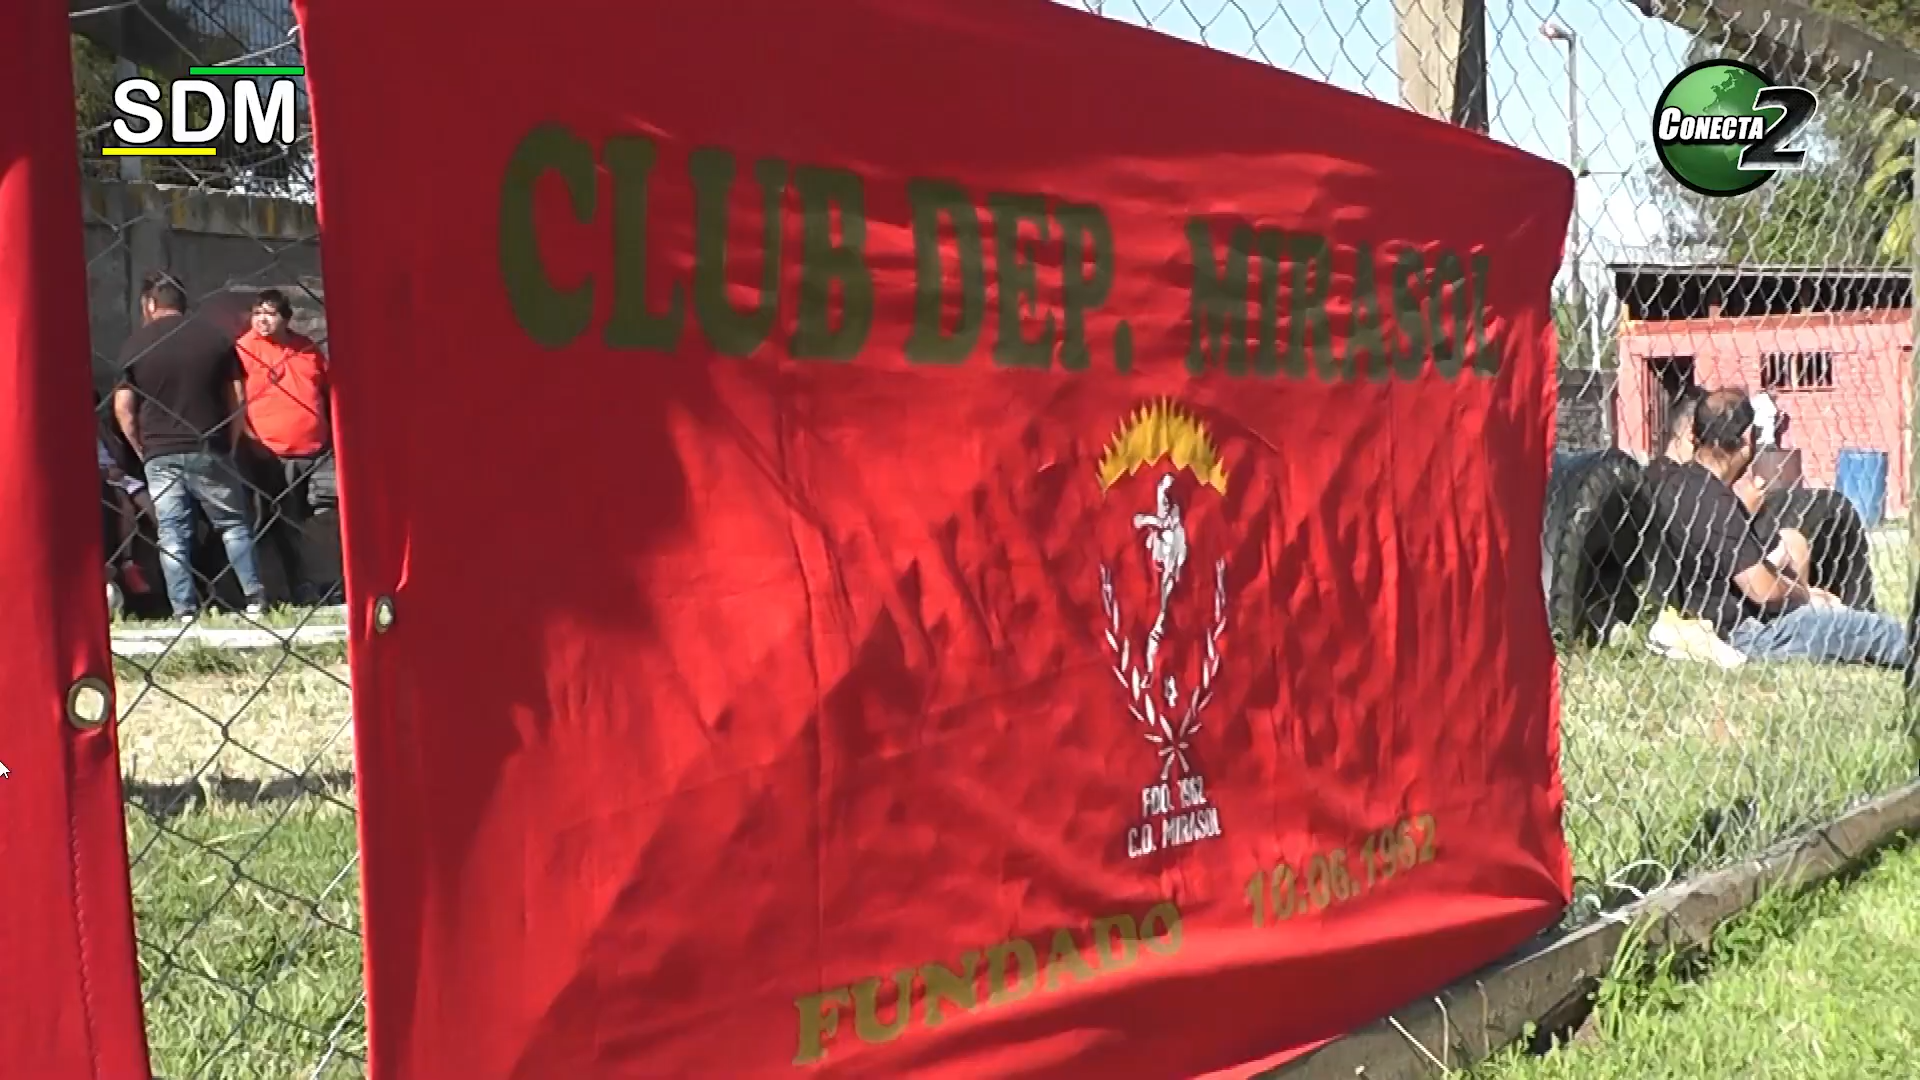 SDM
CONECTA 2
CLUB DEP. MIRASOL
FDO. 1962
C.D. MIRASOL
FUNDADO 10.06.1962